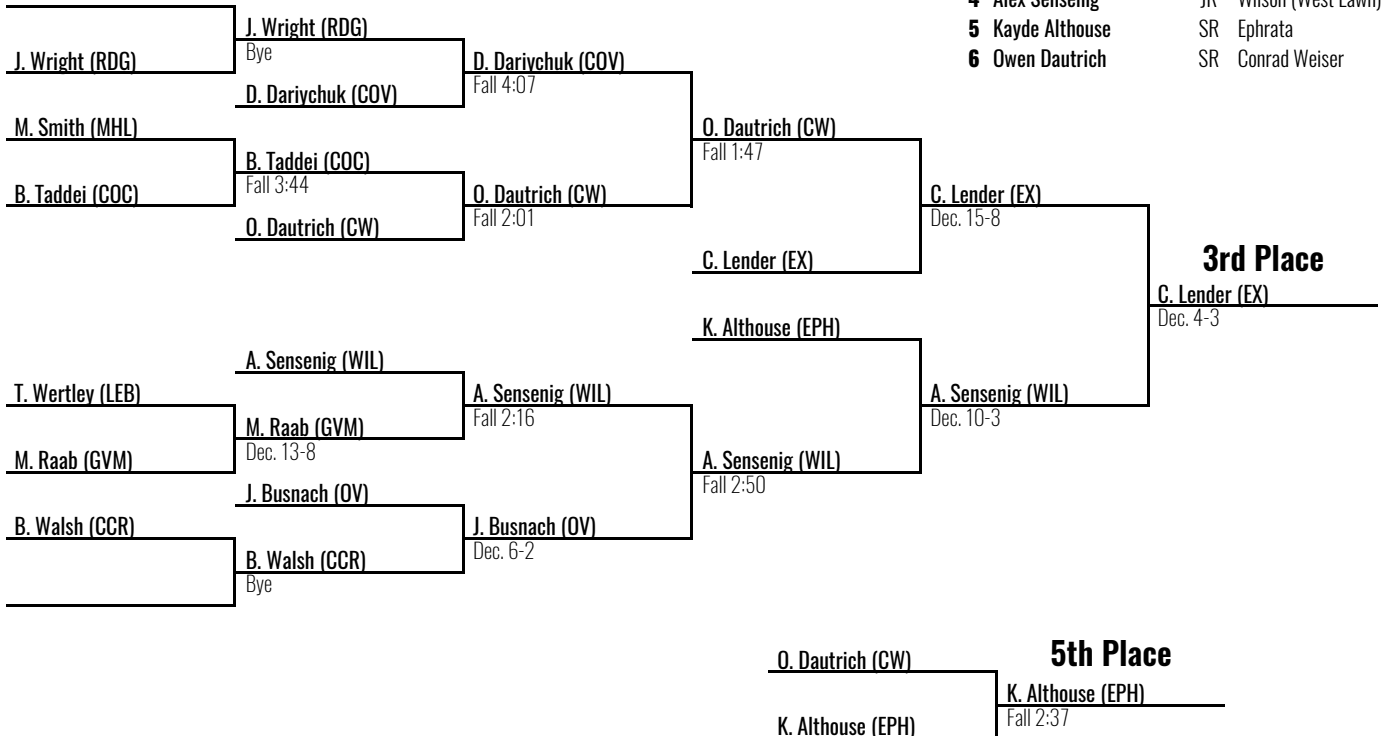 4 Alex Sensenig JR Wilson (West Lawn)
5 Kayde Althouse SR Ephrata
6 Owen Dautrich SR Conrad Weiser
J. Wright (RDG)
Bye
J. Wright (RDG)
D. Dariychuk (COV)
Fall 4:07
D. Dariychuk (COV)
M. Smith (MHL)
O. Dautrich (CW)
Fall 1:47
B. Taddei (COC)
Fall 3:44
B. Taddei (COC)
O. Dautrich (CW)
Fall 2:01
C. Lender (EX)
Dec. 15-8
O. Dautrich (CW)
C. Lender (EX)
3rd Place
C. Lender (EX)
Dec. 4-3
K. Althouse (EPH)
A. Sensenig (WIL)
T. Wertley (LEB)
A. Sensenig (WIL)
Fall 2:16
A. Sensenig (WIL)
Dec. 10-3
M. Raab (GVM)
Dec. 13-8
M. Raab (GVM)
A. Sensenig (WIL)
Fall 2:50
J. Busnach (OV)
B. Walsh (CCR)
J. Busnach (OV)
Dec. 6-2
B. Walsh (CCR)
Bye
5th Place
O. Dautrich (CW)
K. Althouse (EPH)
Fall 2:37
K. Althouse (EPH)